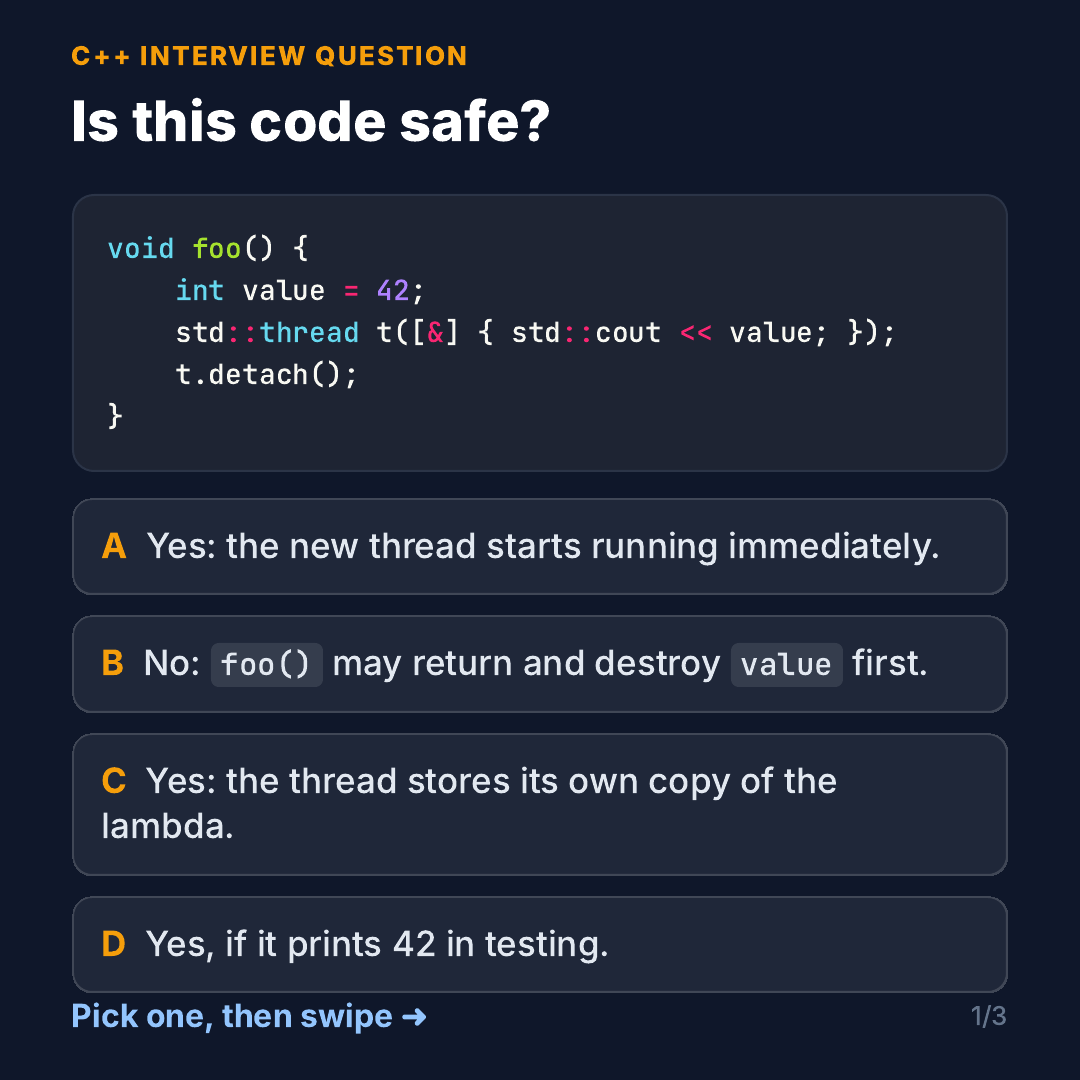 C++ INTERVIEW QUESTION
Is this code safe?
void foo() {
    int value = 42;
    std::thread t([&] { std::cout << value; });
    t.detach();
}
A Yes: the new thread starts running immediately.
B No: foo() may return and destroy value first.
C Yes: the thread stores its own copy of the
lambda.
D Yes, if it prints 42 in testing.
Pick one, then swipe ➜
1/3